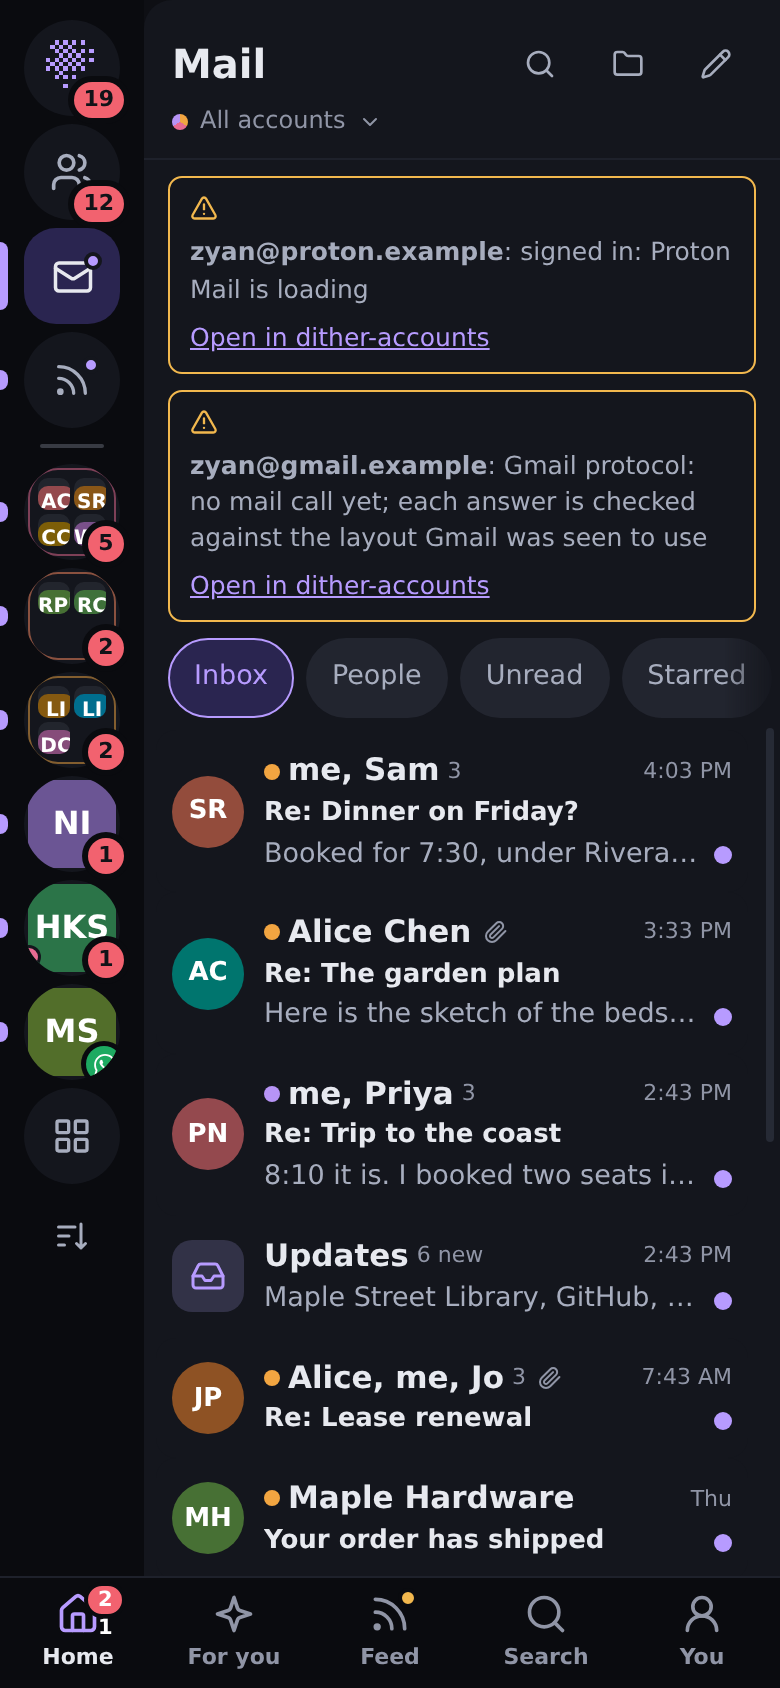 19
12
5
AC SR
CC
2
RP RC
2
LI LI
DC
NI
1
HKS
1
MS
Mail
All accounts
zyan@proton.example: signed in: Proton
Mail is loading
Open in dither-accounts
zyan@gmail.example: Gmail protocol:
no mail call yet; each answer is checked
against the layout Gmail was seen to use
Open in dither-accounts
Inbox People Unread Starred
SR
me, Sam 3 4:03 PM
Re: Dinner on Friday?
Booked for 7:30, under Rivera…
AC
Alice Chen 3:33 PM
Re: The garden plan
Here is the sketch of the beds…
PN
me, Priya 3 2:43 PM
Re: Trip to the coast
8:10 it is. I booked two seats i…
Updates 6 new 2:43 PM
Maple Street Library, GitHub, …
JP
Alice, me, Jo 3 7:43 AM
Re: Lease renewal
MH
Maple Hardware Thu
Your order has shipped
2
1
Home For you Feed Search You